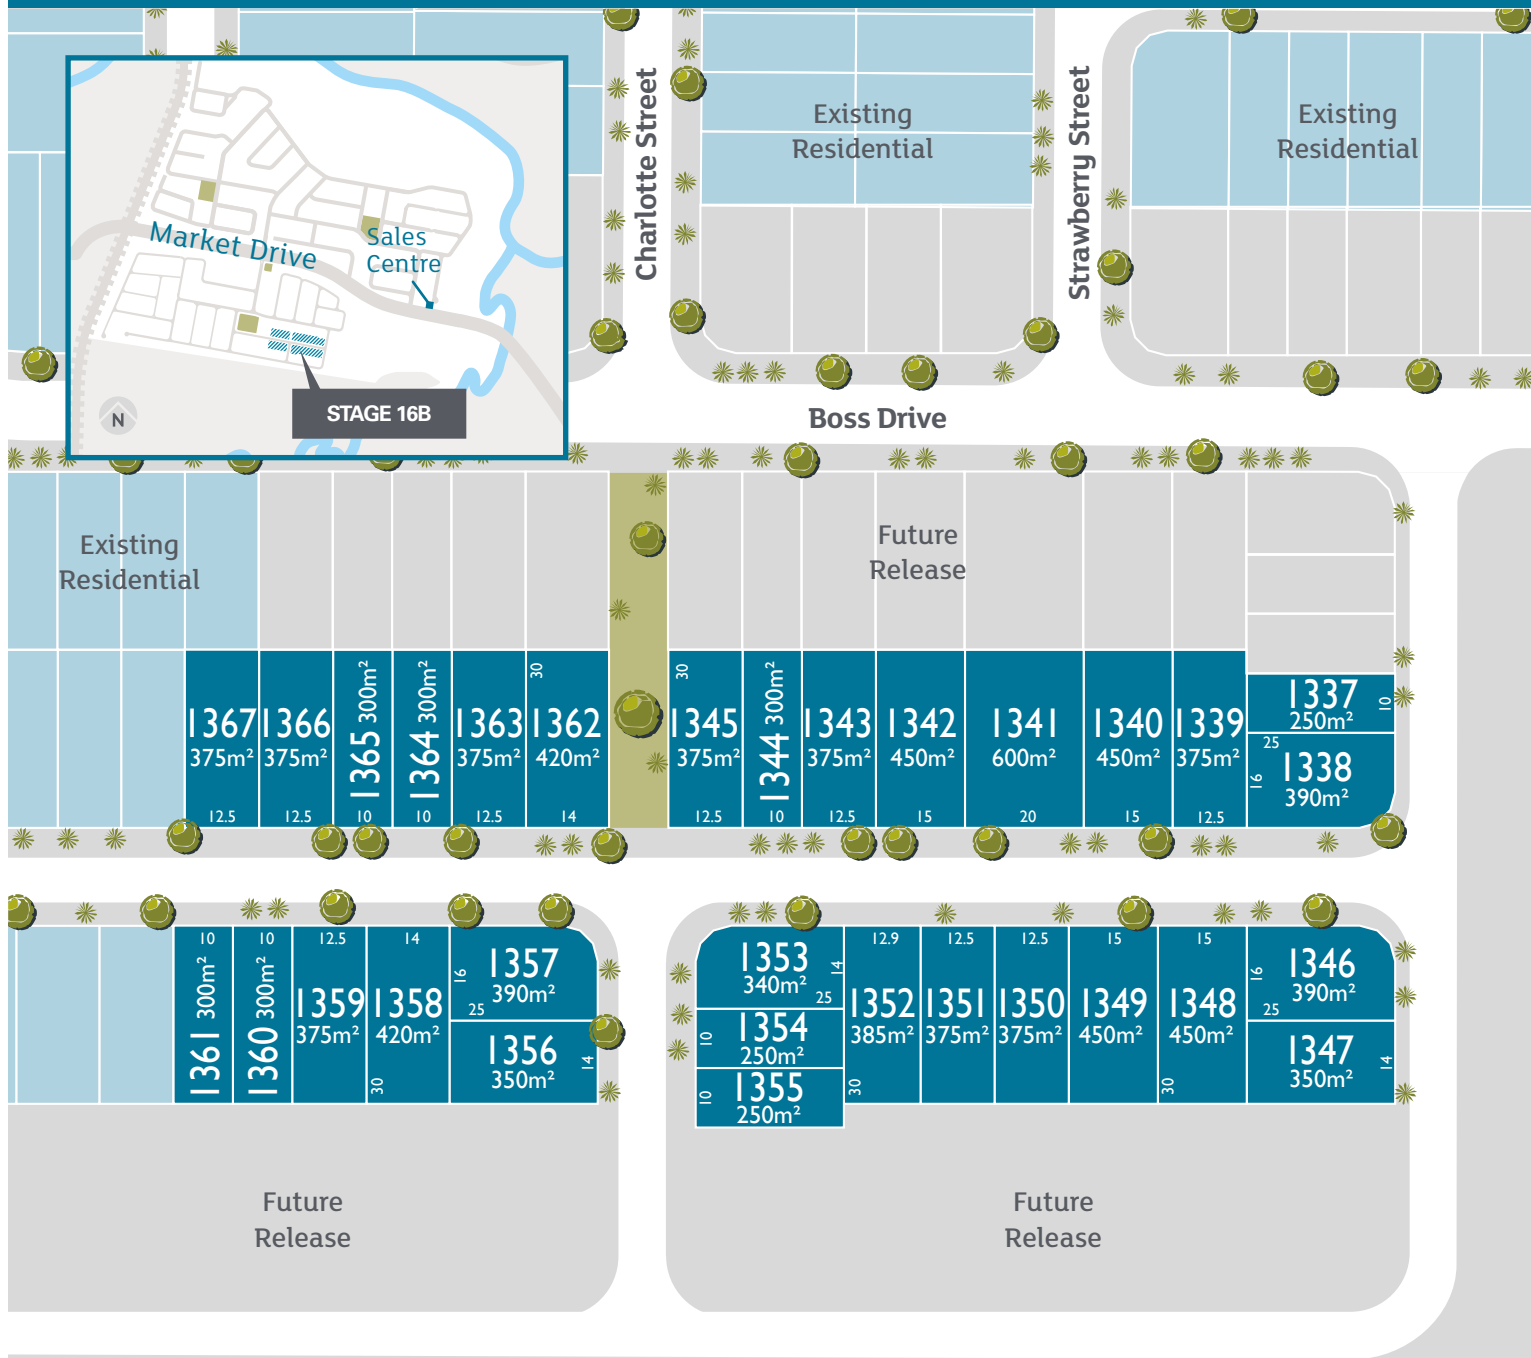 Market Drive
Sales
Centre
STAGE 16B
N
Charlotte Street
Existing
Residential
Strawberry Street
Existing
Residential
Boss Drive
Existing
Residential
Future
Release
1367
375m²
12.5
1366
375m²
12.5
1365 300m²
10
1364 300m²
10
1363
375m²
12.5
30
1362
420m²
14
30
1345
375m²
12.5
1344 300m²
10
1343
375m²
12.5
1342
450m²
15
1341
600m²
20
1340
450m²
15
1339
375m²
12.5
1337
250m²
10
25
1338
390m²
16
10
1361 300m²
10
1360 300m²
12.5
1359
375m²
14
1358
420m²
30
1357
390m²
16
25
1356
350m²
14
1353
340m²
14
25
1354
250m²
10
1355
250m²
10
12.9
1352
385m²
30
12.5
1351
375m²
12.5
1350
375m²
15
1349
450m²
15
1348
450m²
30
1346
390m²
16
25
1347
350m²
14
Future
Release
Future
Release